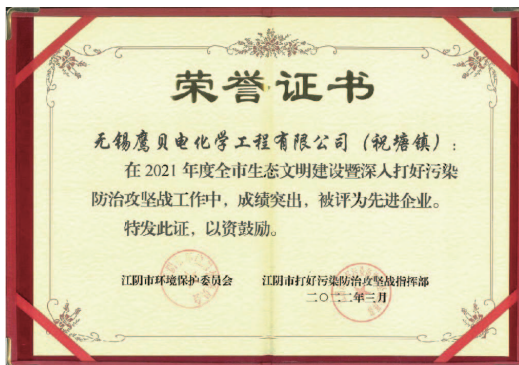 荣誉证书
无锡鹰贝电化学工程有限公司（祝塘镇）：
在2021年度全市生态文明建设暨深入打好污染
防治攻坚战工作中，成绩突出，被评为先进企业。
特发此证，以资鼓励。
江阴市环境保护委员会 江阴市打好污染防治攻坚战指挥部
二〇二二年三月